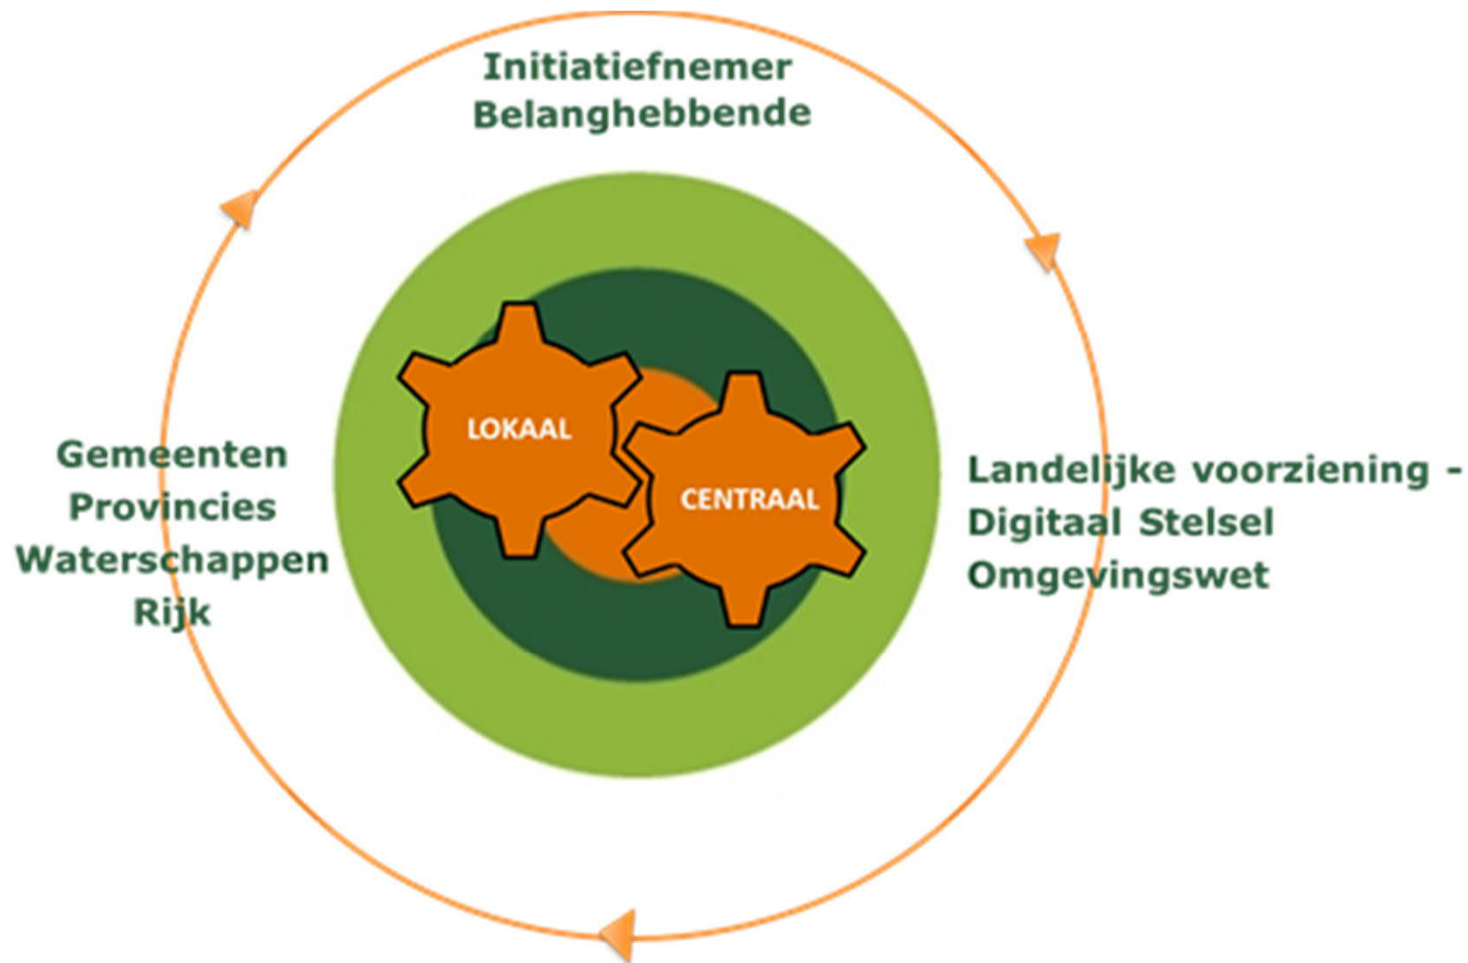 Initiatiefnemer
Belanghebbende
LOKAAL
CENTRAAL
Gemeenten
Provincies
Waterschappen
Rijk
Landelijke voorziening -
Digitaal Stelsel
Omgevingswet